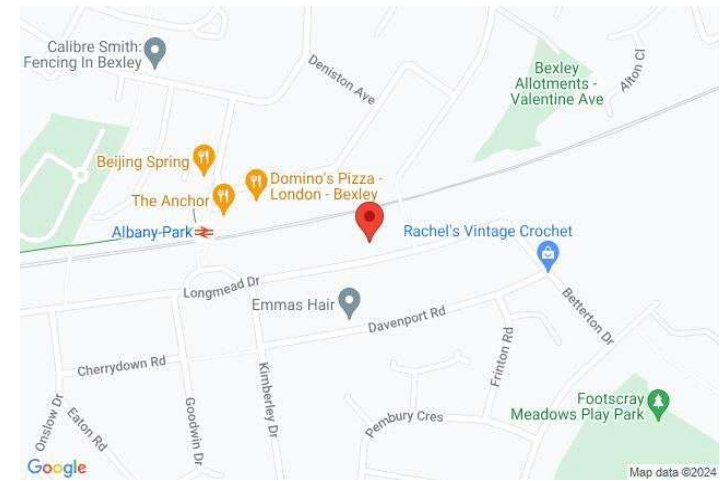 Calibre Smith:
Fencing In Bexley
Deniston Ave
Bexley
Allotments -
Valentine Ave
Alton Cl
Beijing Spring
Domino's Pizza -
London - Bexley
The Anchor
Albany Park
Rachel's Vintage Crochet
Longmead Dr
Emmas Hair
Davenport Rd
Betterton Dr
Cherrydown Rd
Kimberley Dr
Frinton Rd
Onslow Dr
Eaton Rd
Goodwin Dr
Pembury Cres
Footscray
Meadows Play Park
Google
Map data ©2024